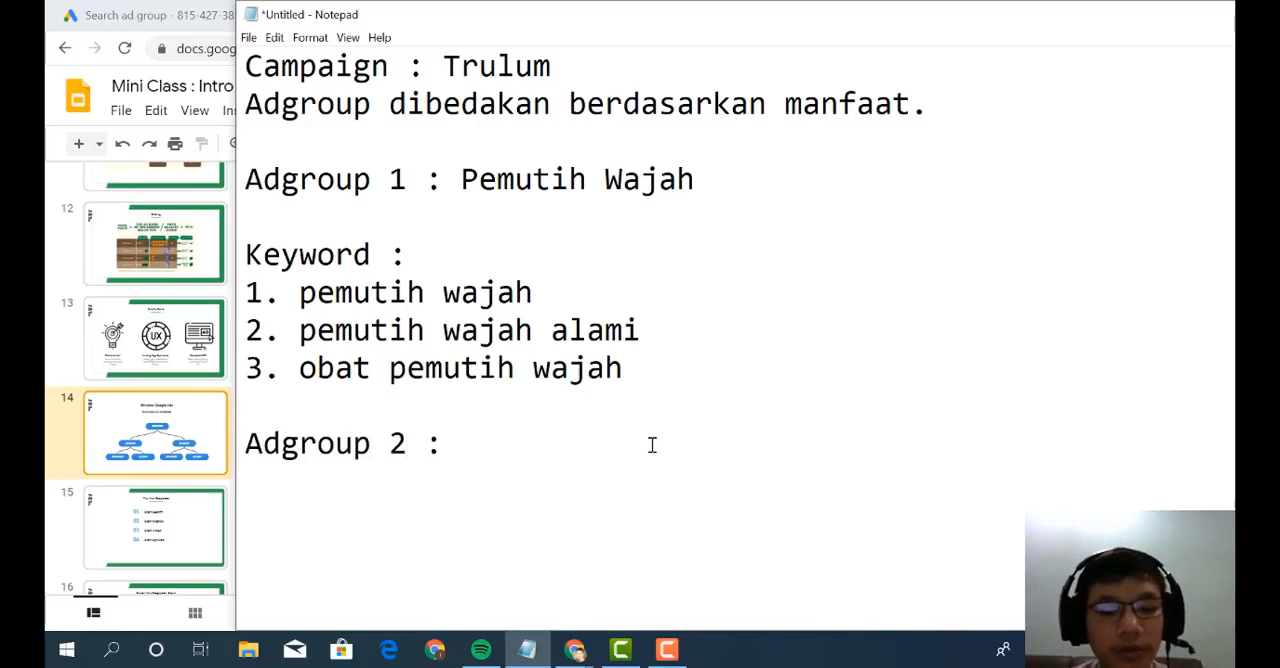 Search ad group - 815-427-38
*Untitled - Notepad
File Edit Format View Help
docs.goog
Mini Class : Intro
File Edit View Ins
Campaign : Trulum
Adgroup dibedakan berdasarkan manfaat.
Adgroup 1 : Pemutih Wajah
Keyword :
1. pemutih wajah
2. pemutih wajah alami
3. obat pemutih wajah
Adgroup 2 :
12
13
UX
14
15
16